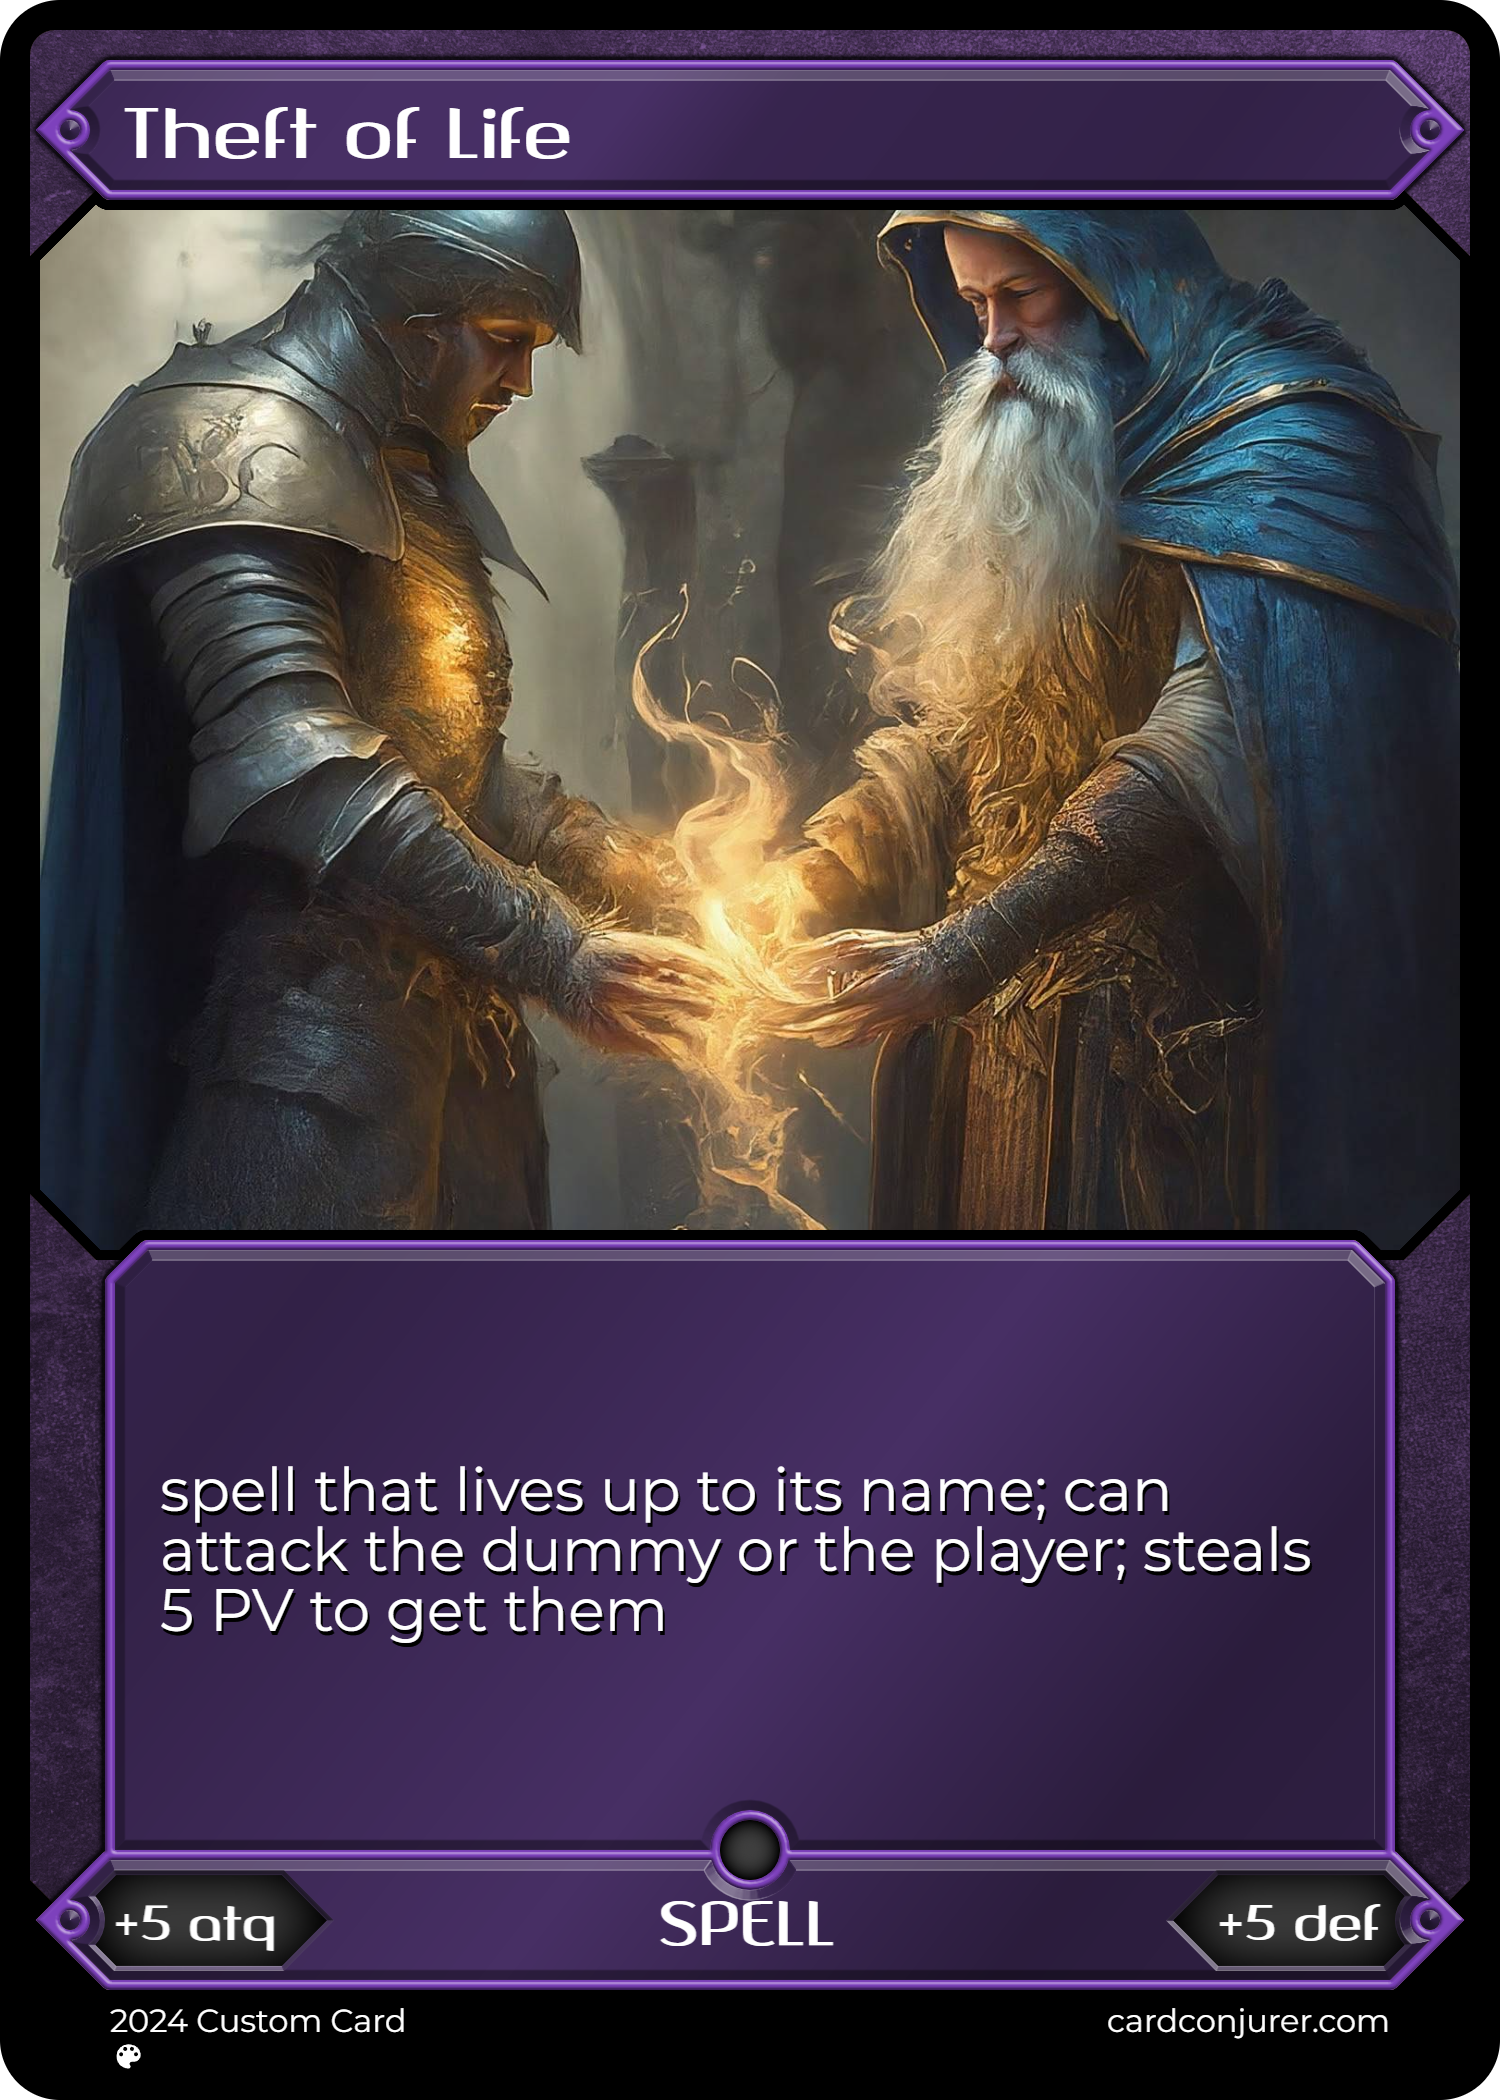 Theft of Life
spell that lives up to its name; can
attack the dummy or the player; steals
5 PV to get them
+5 atq
SPELL
+5 def
2024 Custom Card
cardconjurer.com